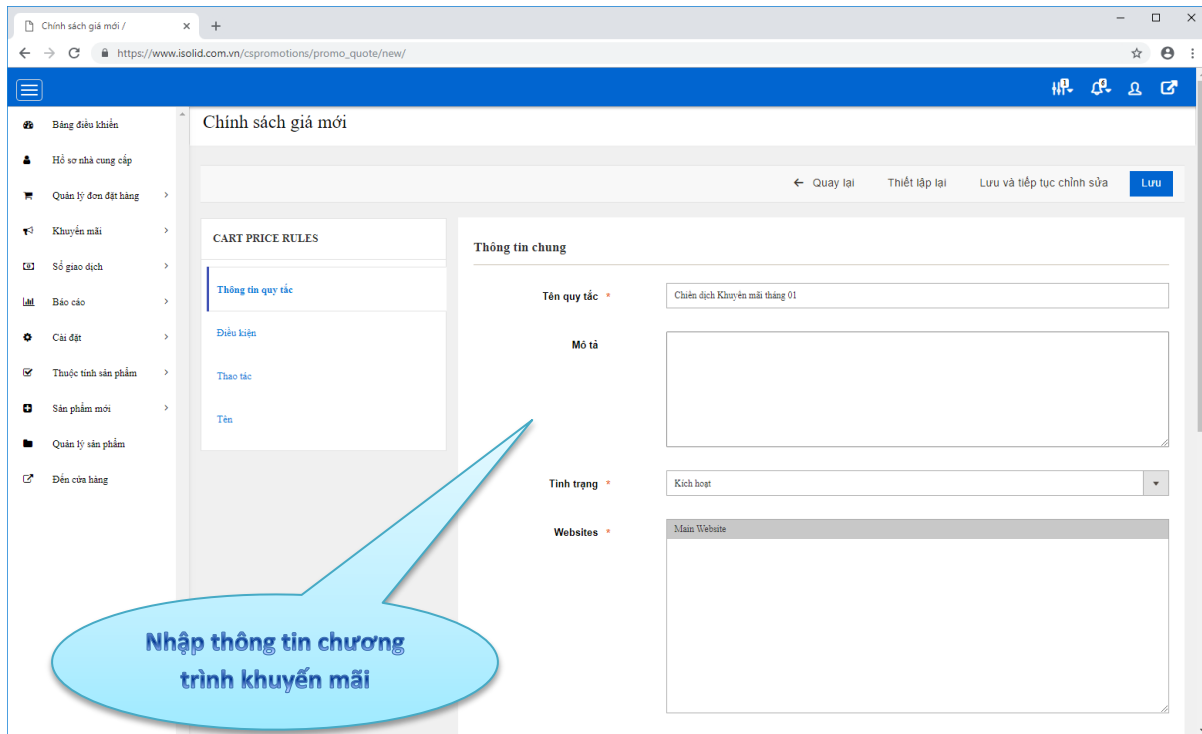 Chính sách giá mới /
https://www.isolid.com.vn/cspromotions/promo_quote/new/
Chính sách giá mới
Bảng điều khiển
Hồ sơ nhà cung cấp
Quản lý đơn đặt hàng
Khuyến mãi
Sổ giao dịch
Báo cáo
Cài đặt
Thuộc tính sản phẩm
Sản phẩm mới
Quản lý sản phẩm
Đến cửa hàng
Quay lại Thiết lập lại Lưu và tiếp tục chỉnh sửa Lưu
CART PRICE RULES
Thông tin quy tắc
Điều kiện
Thao tác
Tên
Thông tin chung
Tên quy tắc * Chiến dịch Khuyến mãi tháng 01
Mô tả
Tình trạng * Kích hoạt
Websites * Main Website
Nhập thông tin chương
trình khuyến mãi